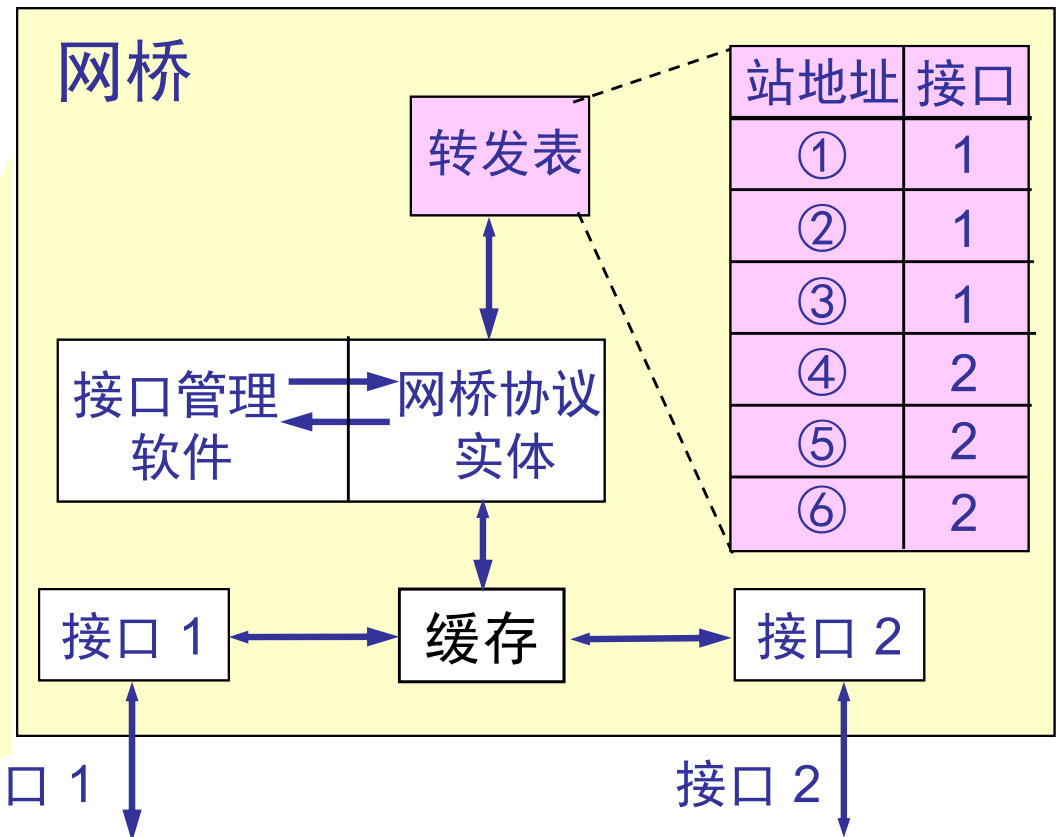 网桥
转发表
站地址 接口
① 1
② 1
③ 1
④ 2
⑤ 2
⑥ 2
接口管理
软件
网桥协议
实体
接口 1
缓存
接口 2
口 1
接口 2